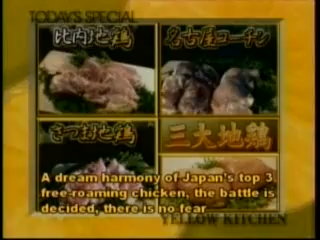 TODAY'S SPECIAL
比内地鶏
名古屋コーチン
さつま地鶏
三大地鶏
A dream harmony of Japan's top 3
free-roaming chicken, the battle is
decided, there is no fear
YELLOW KITCHEN